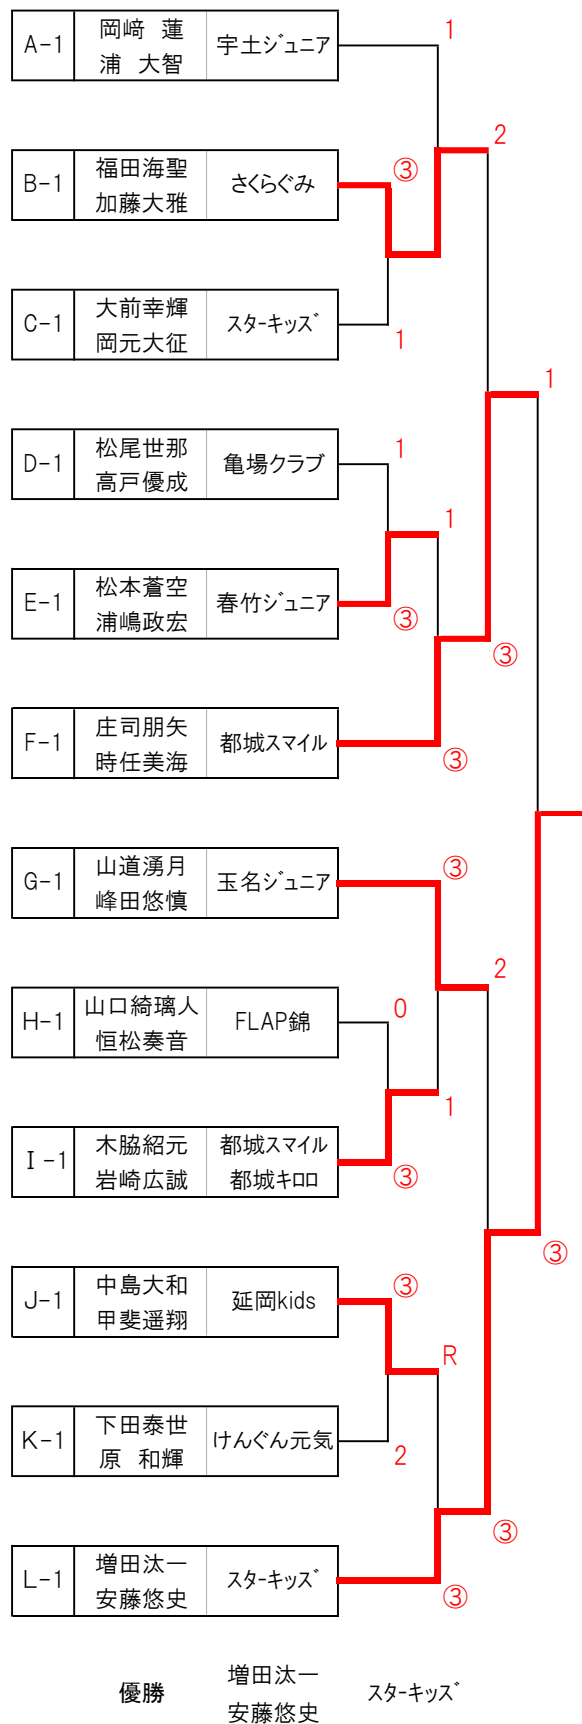 1
A-1 岡﨑 蓮 宇土ジュニア
浦 大智
2
B-1 福田海聖 さくらぐみ ③
加藤大雅
C-1 大前幸輝 スターキッズ
岡元大征 1
1
D-1 松尾世那 亀場クラブ 1
高戸優成
1
E-1 松本蒼空 春竹ジュニア
浦嶋政宏 ③
③
F-1 庄司朋矢 都城スマイル
時任美海 ③
G-1 山道湧月 玉名ジュニア ③
峰田悠慎
2
H-1 山口綺璃人 FLAP錦 0
恒松奏音
1
I-1 木脇紹元 都城スマイル
岩崎広誠 都城キロロ ③
③
J-1 中島大和 延岡kids ③
甲斐遥翔
R
K-1 下田泰世 けんぐん元気
原 和輝 2
③
L-1 増田汰一 スターキッズ
安藤悠史 ③
優勝 増田汰一 スターキッズ
安藤悠史